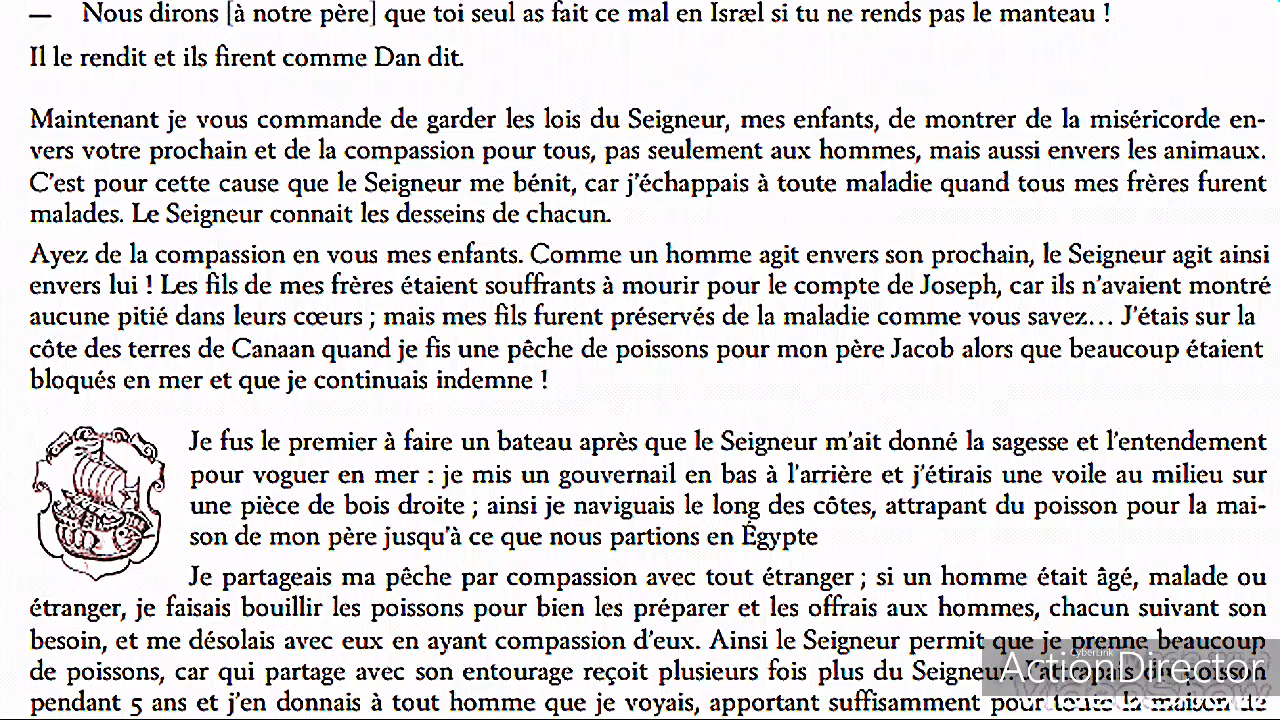 — Nous dirons [à notre père] que toi seul as fait ce mal en Isræl si tu ne rends pas le manteau !
Il le rendit et ils firent comme Dan dit.
Maintenant je vous commande de garder les lois du Seigneur, mes enfants, de montrer de la miséricorde en-
vers votre prochain et de la compassion pour tous, pas seulement aux hommes, mais aussi envers les animaux.
C'est pour cette cause que le Seigneur me bénit, car j'échappais à toute maladie quand tous mes frères furent
malades. Le Seigneur connait les desseins de chacun.
Ayez de la compassion en vous mes enfants. Comme un homme agit envers son prochain, le Seigneur agit ainsi
envers lui ! Les fils de mes frères étaient souffrants à mourir pour le compte de Joseph, car ils n'avaient montré
aucune pitié dans leurs cœurs ; mais mes fils furent préservés de la maladie comme vous savez… J'étais sur la
côte des terres de Canaan quand je fis une pêche de poissons pour mon père Jacob alors que beaucoup étaient
bloqués en mer et que je continuais indemne !
Je fus le premier à faire un bateau après que le Seigneur m'ait donné la sagesse et l'entendement
pour voguer en mer : je mis un gouvernail en bas à l'arrière et j'étirais une voile au milieu sur
une pièce de bois droite ; ainsi je naviguais le long des côtes, attrapant du poisson pour la mai-
son de mon père jusqu'à ce que nous partions en Égypte
Je partageais ma pêche par compassion avec tout étranger ; si un homme était âgé, malade ou
étranger, je faisais bouillir les poissons pour bien les préparer et les offrais aux hommes, chacun suivant son
besoin, et me désolais avec eux en ayant compassion d'eux. Ainsi le Seigneur permit que je prenne beaucoup
de poissons, car qui partage avec son entourage reçoit plusieurs fois plus du Seigneur. J'attrapais du poisson
pendant 5 ans et j'en donnais à tout homme que je voyais, apportant suffisamment pour toute la maison de
CyberLink
ActionDirector